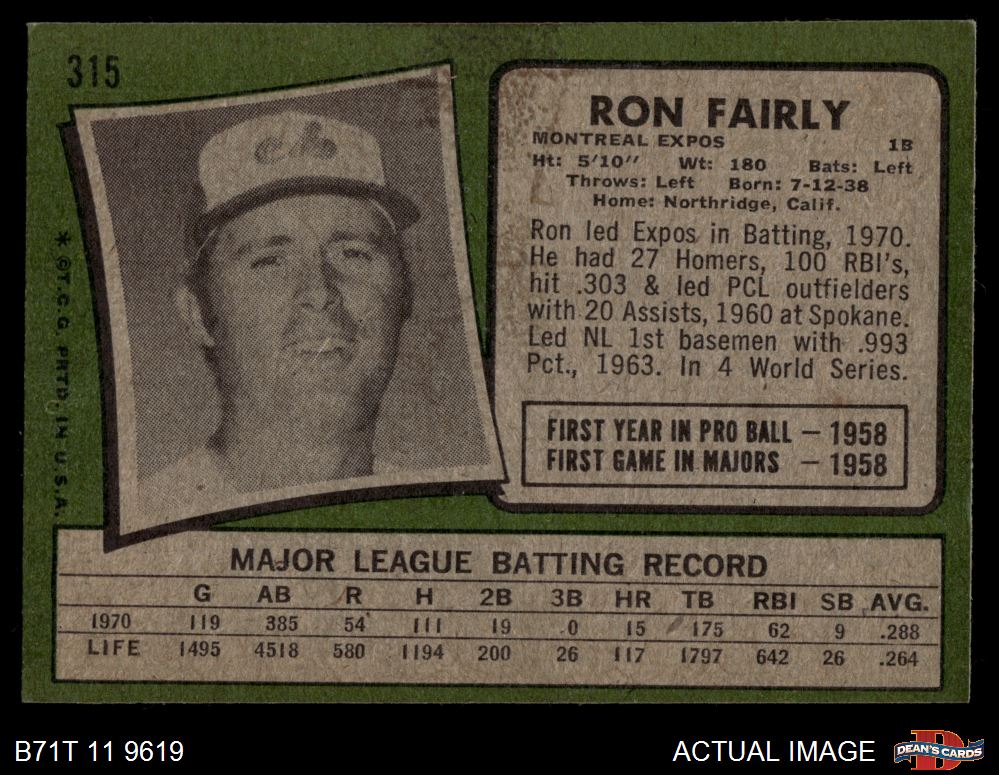 315
* ©T.C.G. PRTD. IN U.S.A.
RON FAIRLY
MONTREAL EXPOS 1B
Ht: 5'10" Wt: 180 Bats: Left
Throws: Left Born: 7-12-38
Home: Northridge, Calif.
Ron led Expos in Batting, 1970.
He had 27 Homers, 100 RBI's,
hit .303 & led PCL outfielders
with 20 Assists, 1960 at Spokane.
Led NL 1st basemen with .993
Pct., 1963. In 4 World Series.
FIRST YEAR IN PRO BALL — 1958
FIRST GAME IN MAJORS — 1958
MAJOR LEAGUE BATTING RECORD
G AB R H 2B 3B HR TB RBI SB AVG.
1970 119 385 54 111 19 0 15 175 62 9 .288
LIFE 1495 4518 580 1194 200 26 117 1797 642 26 .264
B71T 11 9619
ACTUAL IMAGE
DEAN'S CARDS